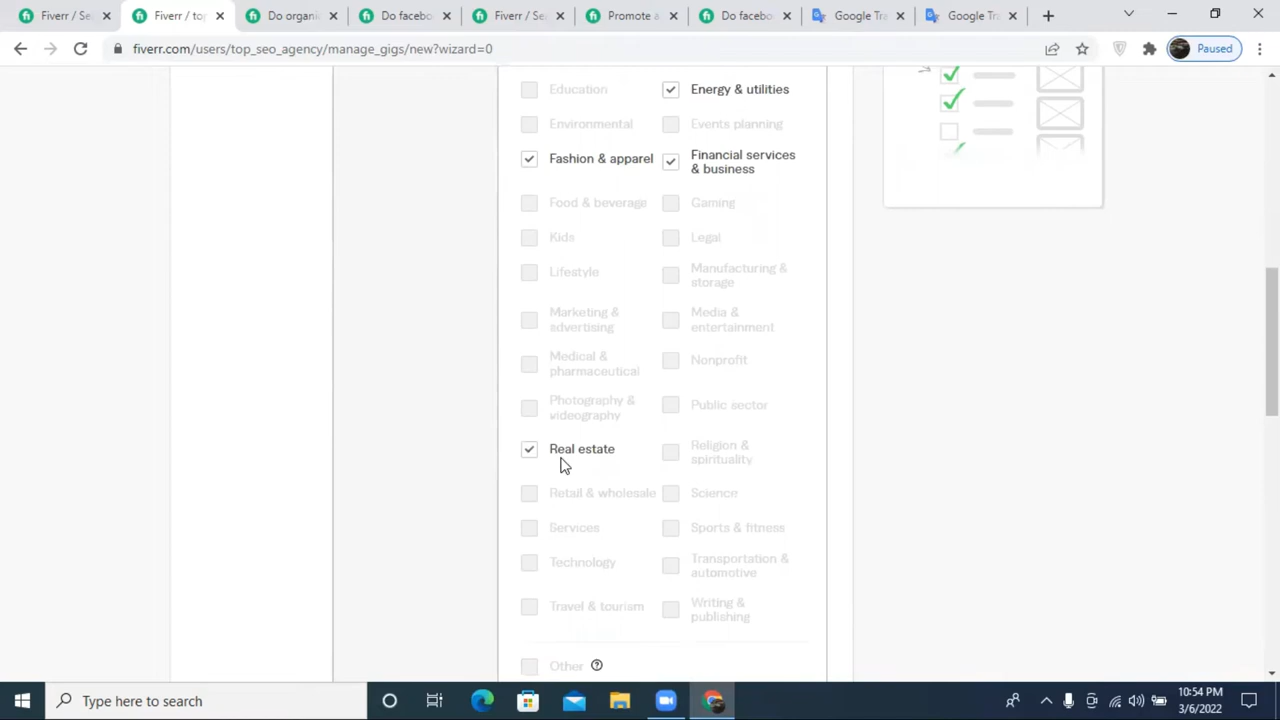 Fiverr / Se
Fiverr / top
Do organi
Do facebo
Fiverr / Se
Promote a
Do facebo
Google Tra
Google Tra
fiverr.com/users/top_seo_agency/manage_gigs/new?wizard=0
Paused
Education
Energy & utilities
Environmental
Events planning
Fashion & apparel
Financial services
& business
Food & beverage
Gaming
Kids
Legal
Lifestyle
Manufacturing &
storage
Marketing &
advertising
Media &
entertainment
Medical &
pharmaceutical
Nonprofit
Photography &
videography
Public sector
Real estate
Religion &
spirituality
Retail & wholesale
Science
Services
Sports & fitness
Technology
Transportation &
automotive
Travel & tourism
Writing &
publishing
Other
Type here to search
10:54 PM
3/6/2022